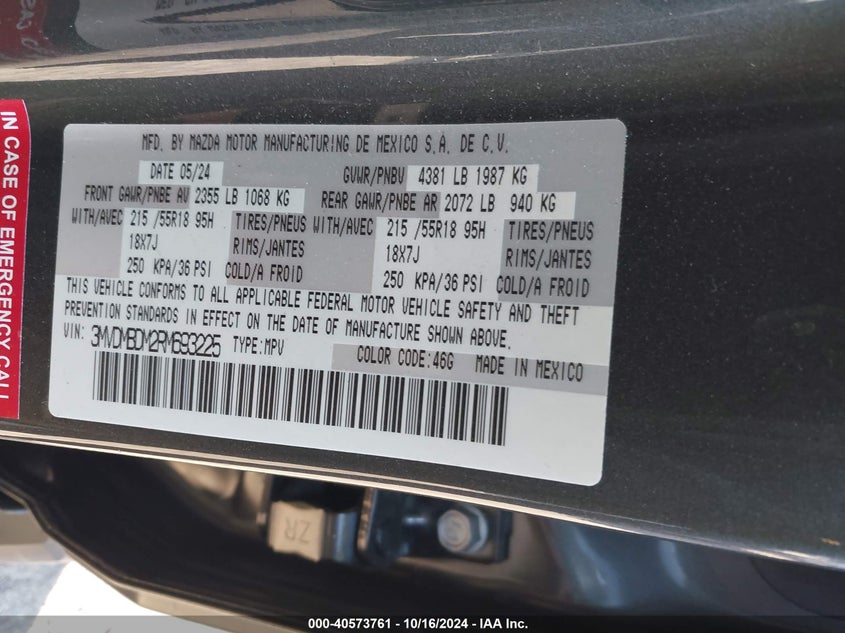 IN CASE OF EMERGENCY CALL
MFD. BY MAZDA MOTOR MANUFACTURING DE MEXICO S.A. DE C.V.
DATE 05/24 GVWR/PNBV 4381 LB 1987 KG
FRONT GAWR/PNBE AV 2355 LB 1068 KG REAR GAWR/PNBE AR 2072 LB 940 KG
WITH/AVEC 215 /55R18 95H TIRES/PNEUS WITH/AVEC 215 /55R18 95H TIRES/PNEUS
18X7J RIMS/JANTES 18X7J RIMS/JANTES
250 KPA/36 PSI COLD/A FROID 250 KPA/36 PSI COLD/A FROID
THIS VEHICLE CONFORMS TO ALL APPLICABLE FEDERAL MOTOR VEHICLE SAFETY AND THEFT
PREVENTION STANDARDS IN EFFECT ON THE DATE OF MANUFACTURE SHOWN ABOVE.
VIN: 3MVDMBDM2RM693225 TYPE:MPV
COLOR CODE:46G MADE IN MEXICO
ZR
000-40573761 - 10/16/2024 - IAA Inc.